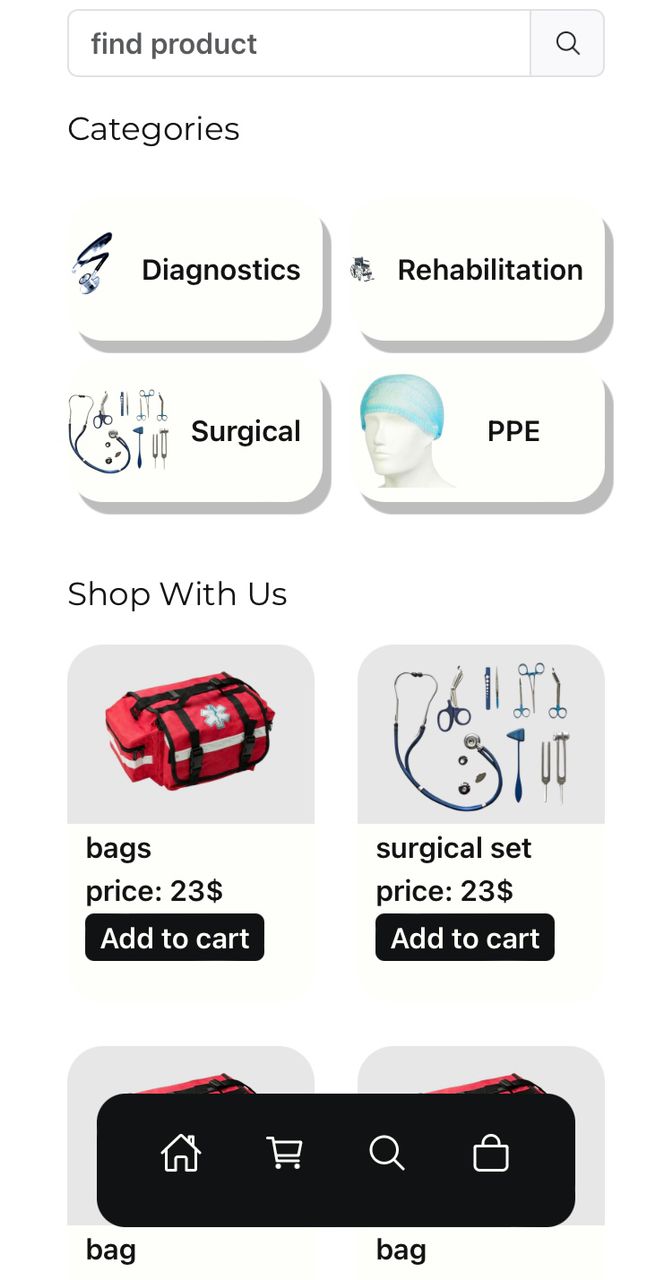 find product
Categories
Diagnostics
Rehabilitation
Surgical
PPE
Shop With Us
bags
price: 23$
Add to cart
surgical set
price: 23$
Add to cart
bag
bag